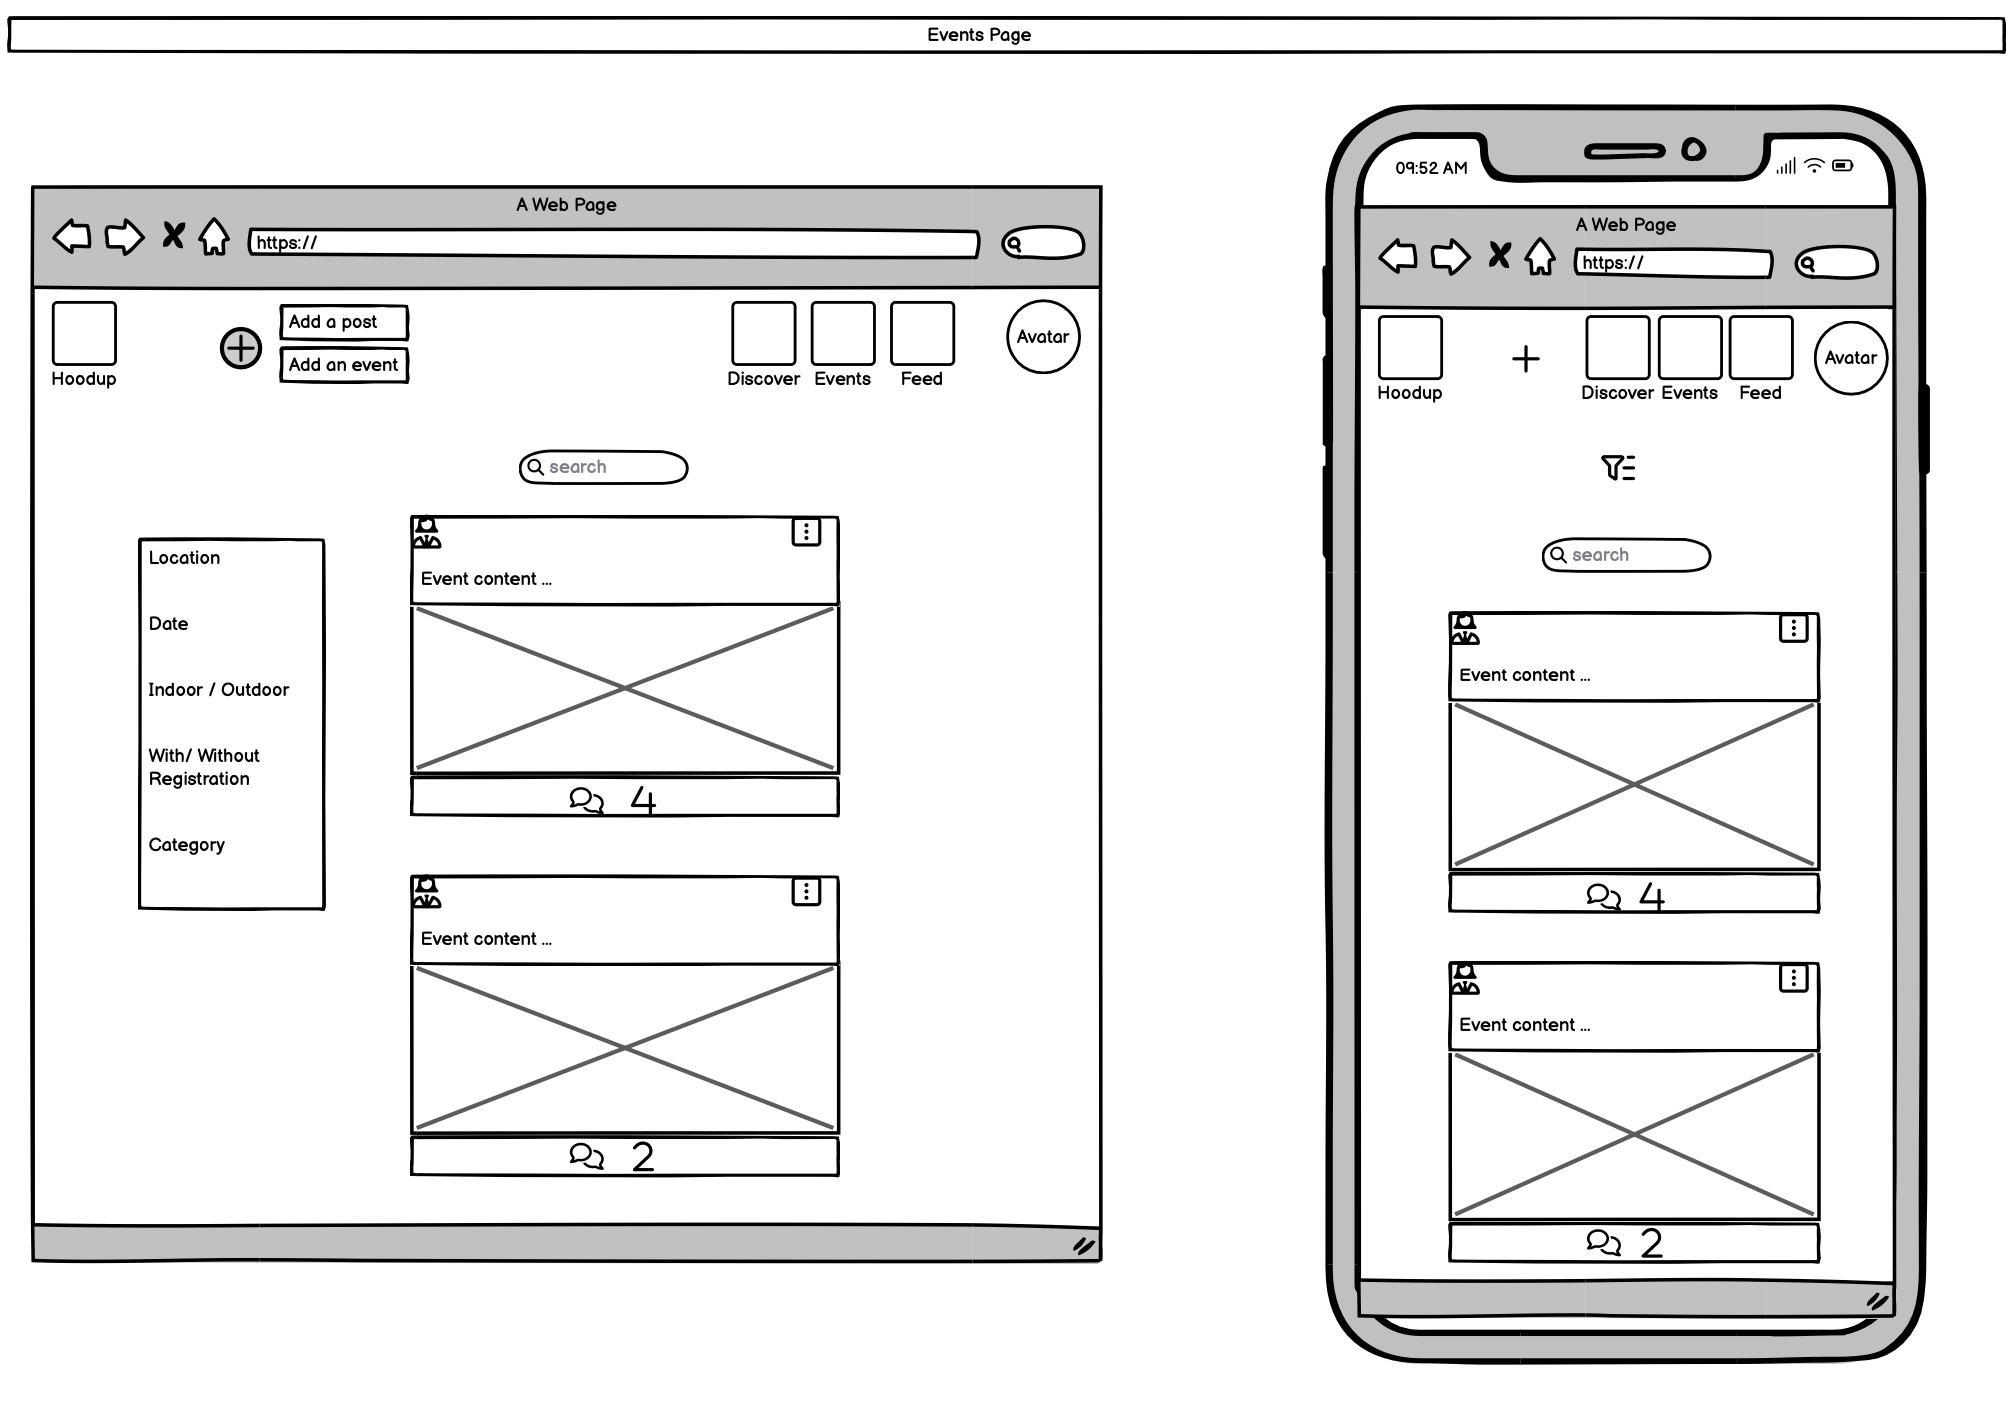 Events Page
A Web Page
https://
Hoodup
Add a post
Add an event
Discover
Events
Feed
Avatar
search
Location
Date
Indoor / Outdoor
With/ Without
Registration
Category
Event content ...
4
Event content ...
2
09:52 AM
A Web Page
https://
Hoodup
Discover
Events
Feed
Avatar
search
Event content ...
4
Event content ...
2